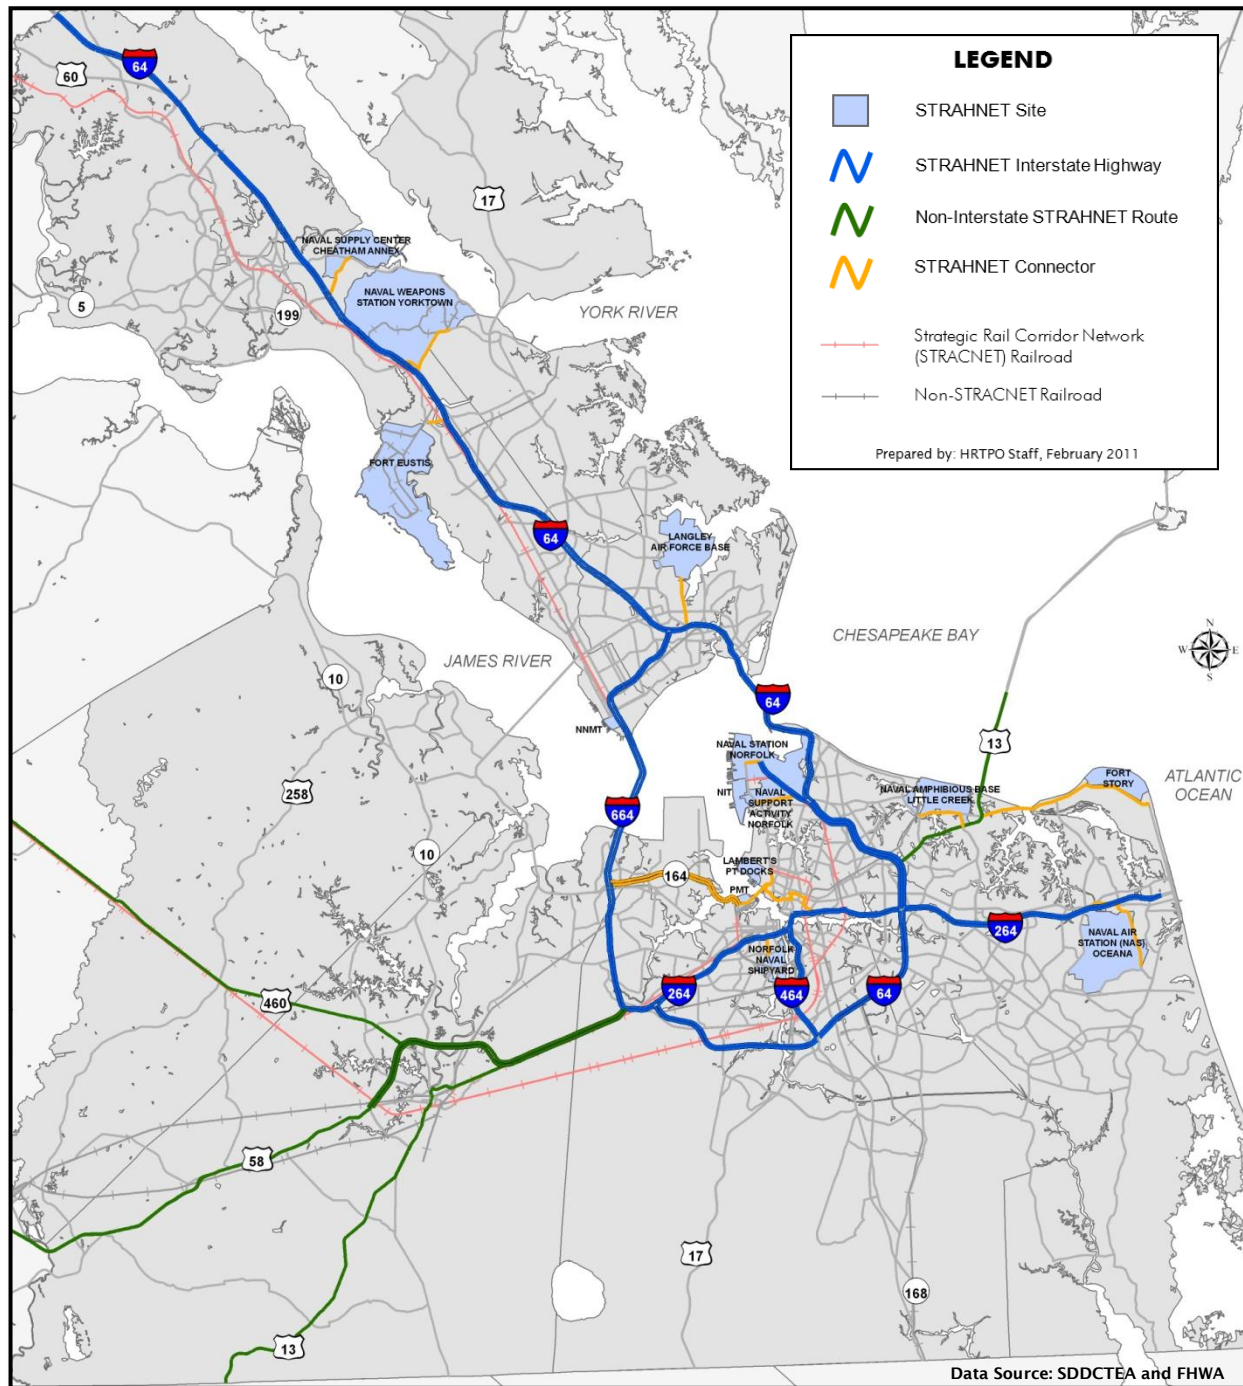 LEGEND
STRAHNET Site
STRAHNET Interstate Highway
Non-Interstate STRAHNET Route
STRAHNET Connector
Strategic Rail Corridor Network
(STRACNET) Railroad
Non-STRACNET Railroad
Prepared by: HRTPO Staff, February 2011
64
60
17
NAVAL SUPPLY CENTER
CHEATHAM ANNEX
NAVAL WEAPONS
STATION YORKTOWN
5
199
YORK RIVER
FORT EUSTIS
64
LANGLEY
AIR FORCE BASE
CHESAPEAKE BAY
N
W
E
S
JAMES RIVER
10
64
NNMT
13
NAVAL STATION
NORFOLK
ATLANTIC
OCEAN
FORT
STORY
258
NIT
NAVAL
SUPPORT
ACTIVITY
NORFOLK
NAVAL AMPHIBIOUS BASE
LITTLE CREEK
664
10
LAMBERT'S
PT DOCKS
164
PMT
264
NAVAL AIR
STATION (NAS)
OCEANA
NORFOLK
NAVAL
SHIPYARD
264
464
64
460
58
17
168
13
Data Source: SDDCTEA and FHWA